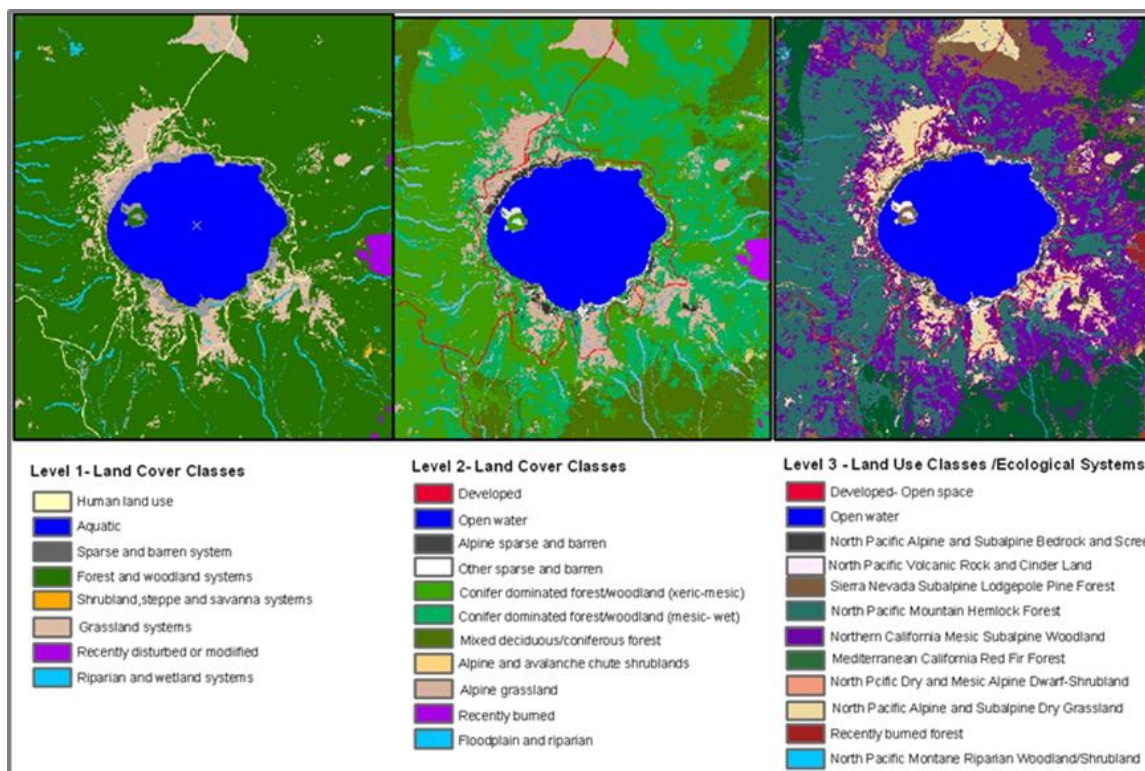 Level 1- Land Cover Classes
Human land use
Aquatic
Sparse and barren system
Forest and woodland systems
Shrubland,steppe and savanna systems
Grassland systems
Recently disturbed or modified
Riparian and wetland systems
Level 2- Land Cover Classes
Developed
Open water
Alpine sparse and barren
Other sparse and barren
Conifer dominated forest/woodland (xeric-mesic)
Conifer dominated forest/woodland (mesic- wet)
Mixed deciduous/coniferous forest
Alpine and avalanche chute shrublands
Alpine grassland
Recently burned
Floodplain and riparian
Level 3 - Land Use Classes /Ecological Systems
Developed- Open space
Open water
North Pacific Alpine and Subalpine Bedrock and Scree
North Pacific Volcanic Rock and Cinder Land
Sierra Nevada Subalpine Lodgepole Pine Forest
North Pacific Mountain Hemlock Forest
Northern California Mesic Subalpine Woodland
Mediterranean California Red Fir Forest
North Pcific Dry and Mesic Alpine Dwarf-Shrubland
North Pacific Alpine and Subalpine Dry Grassland
Recently burned forest
North Pacific Montane Riparian Woodland/Shrubland